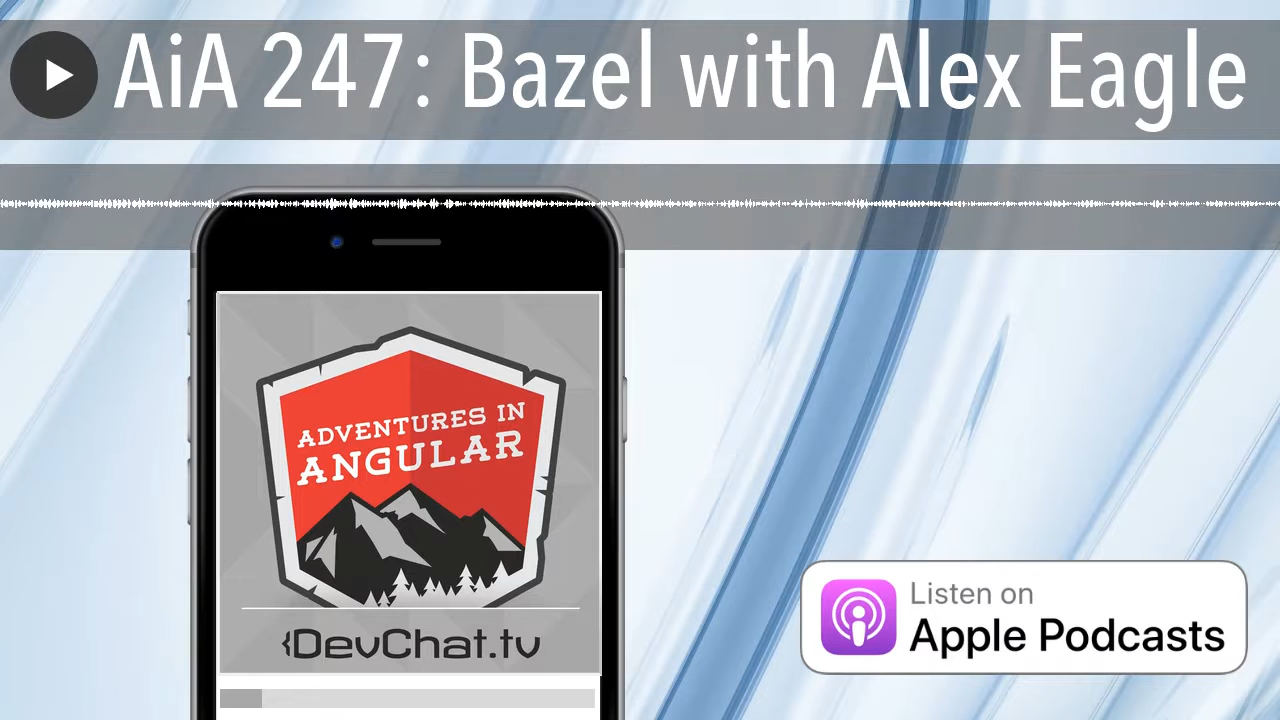 AiA 247: Bazel with Alex Eagle
ADVENTURES IN
ANGULAR
{DevChat.tv
Listen on
Apple Podcasts